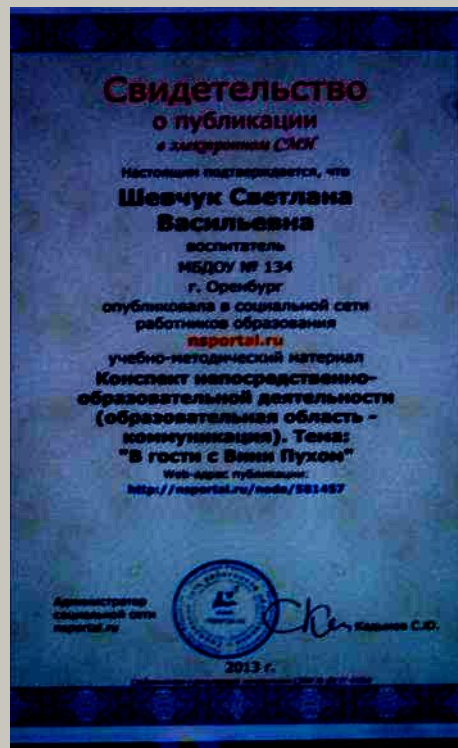 Свидетельство
о публикации
в электронном СМИ
Настоящим подтверждается, что
Шевчук Светлана
Васильевна
воспитатель
МБДОУ № 134
г. Оренбург
опубликовала в социальной сети
работников образования
nsportal.ru
учебно-методический материал
Конспект непосредственно-
образовательной деятельности
(образовательная область -
коммуникация). Тема:
"В гости с Винн Пухом"
Web-адрес публикации:
http://nsportal.ru/node/581457
Администратор
социальной сети
nsportal.ru
С.Ю.
2013 г.